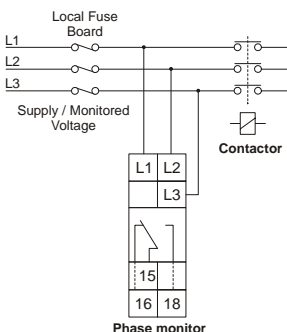 Local Fuse
Board
L1
L2
L3
Supply / Monitored
Voltage
Contactor
L1 L2
L3
15
16 18
Phase monitor